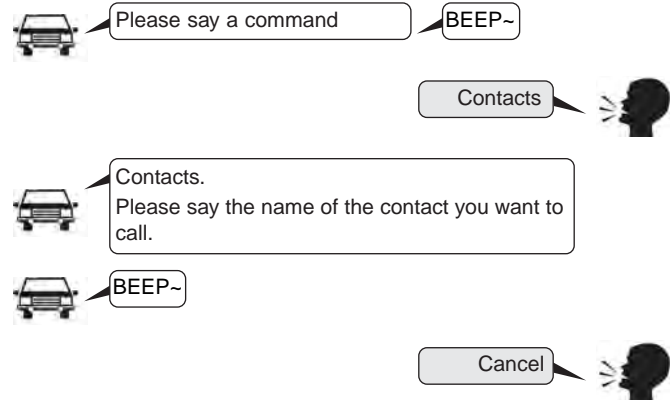 Please say a command
BEEP~
Contacts
Contacts.
Please say the name of the contact you want to
call.
BEEP~
Cancel